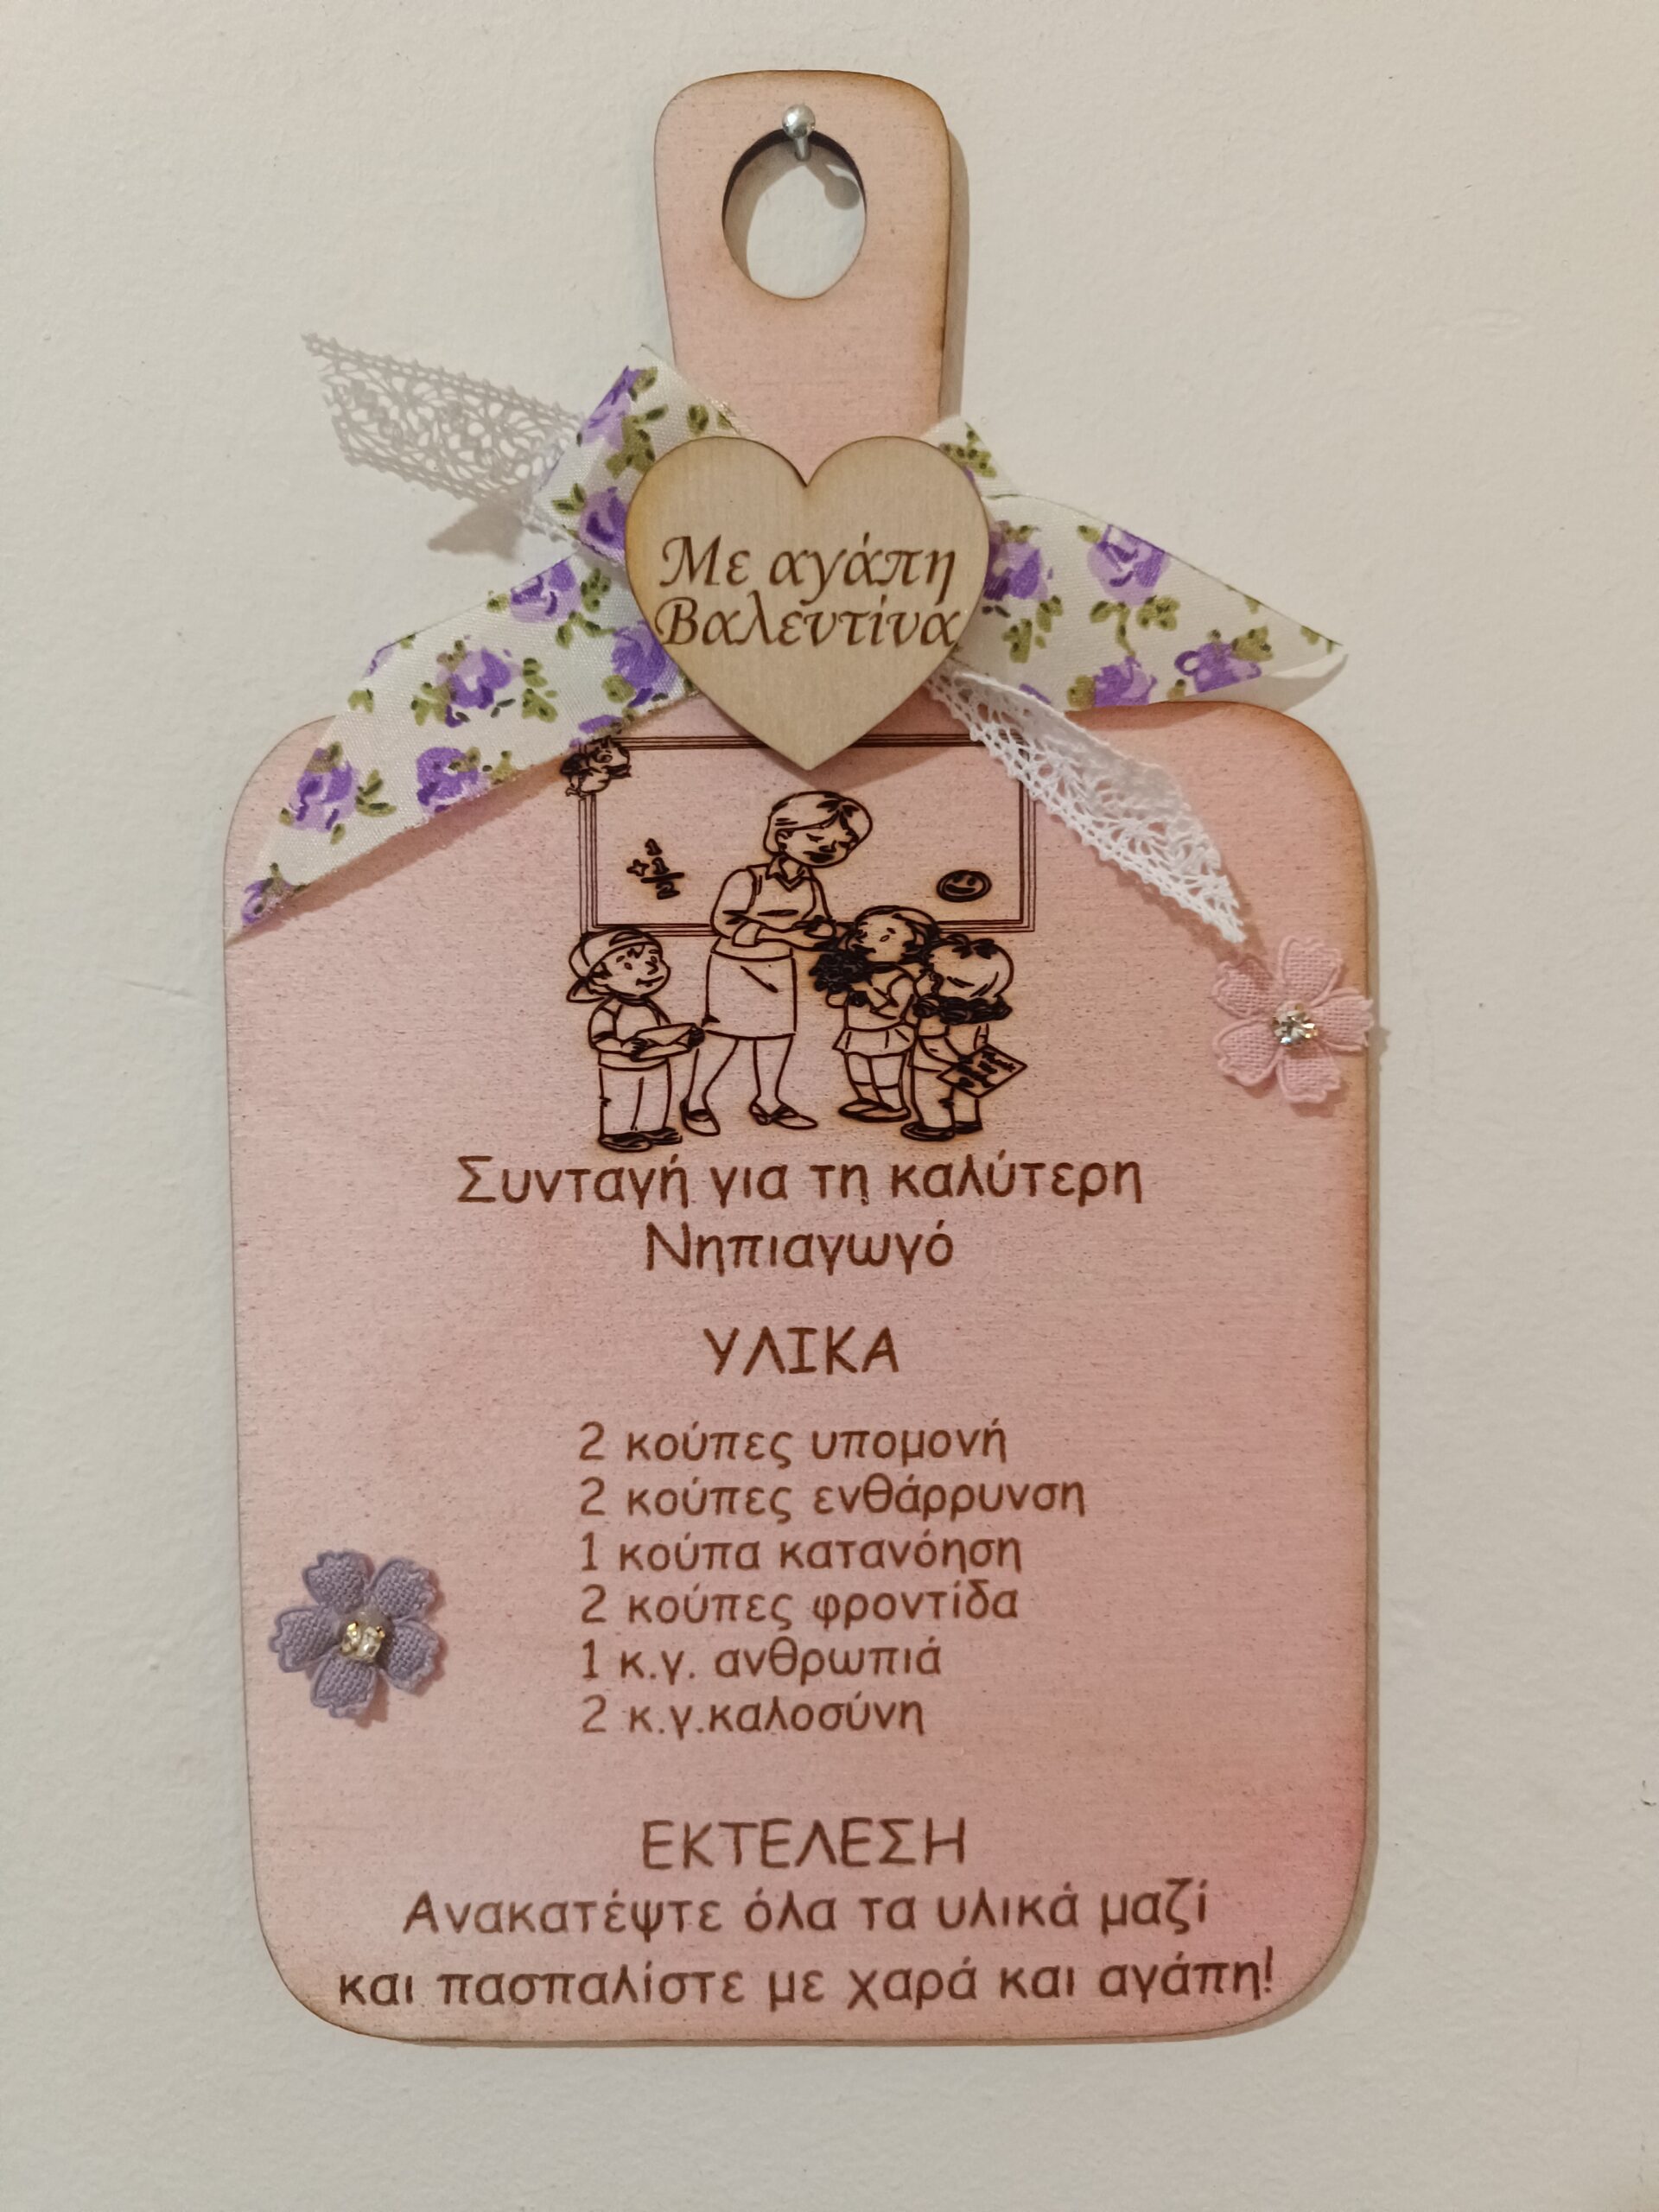 Με αγάπη
Βαλεντίνα
Συνταγή για τη καλύτερη
Νηπιαγωγό
ΥΛΙΚΑ
2 κούπες υπομονή
2 κούπες ενθάρρυνση
1 κούπα κατανόηση
2 κούπες φροντίδα
1 κ.γ. ανθρωπιά
2 κ.γ.καλοσύνη
ΕΚΤΕΛΕΣΗ
Ανακατέψτε όλα τα υλικά μαζί
και πασπαλίστε με χαρά και αγάπη!